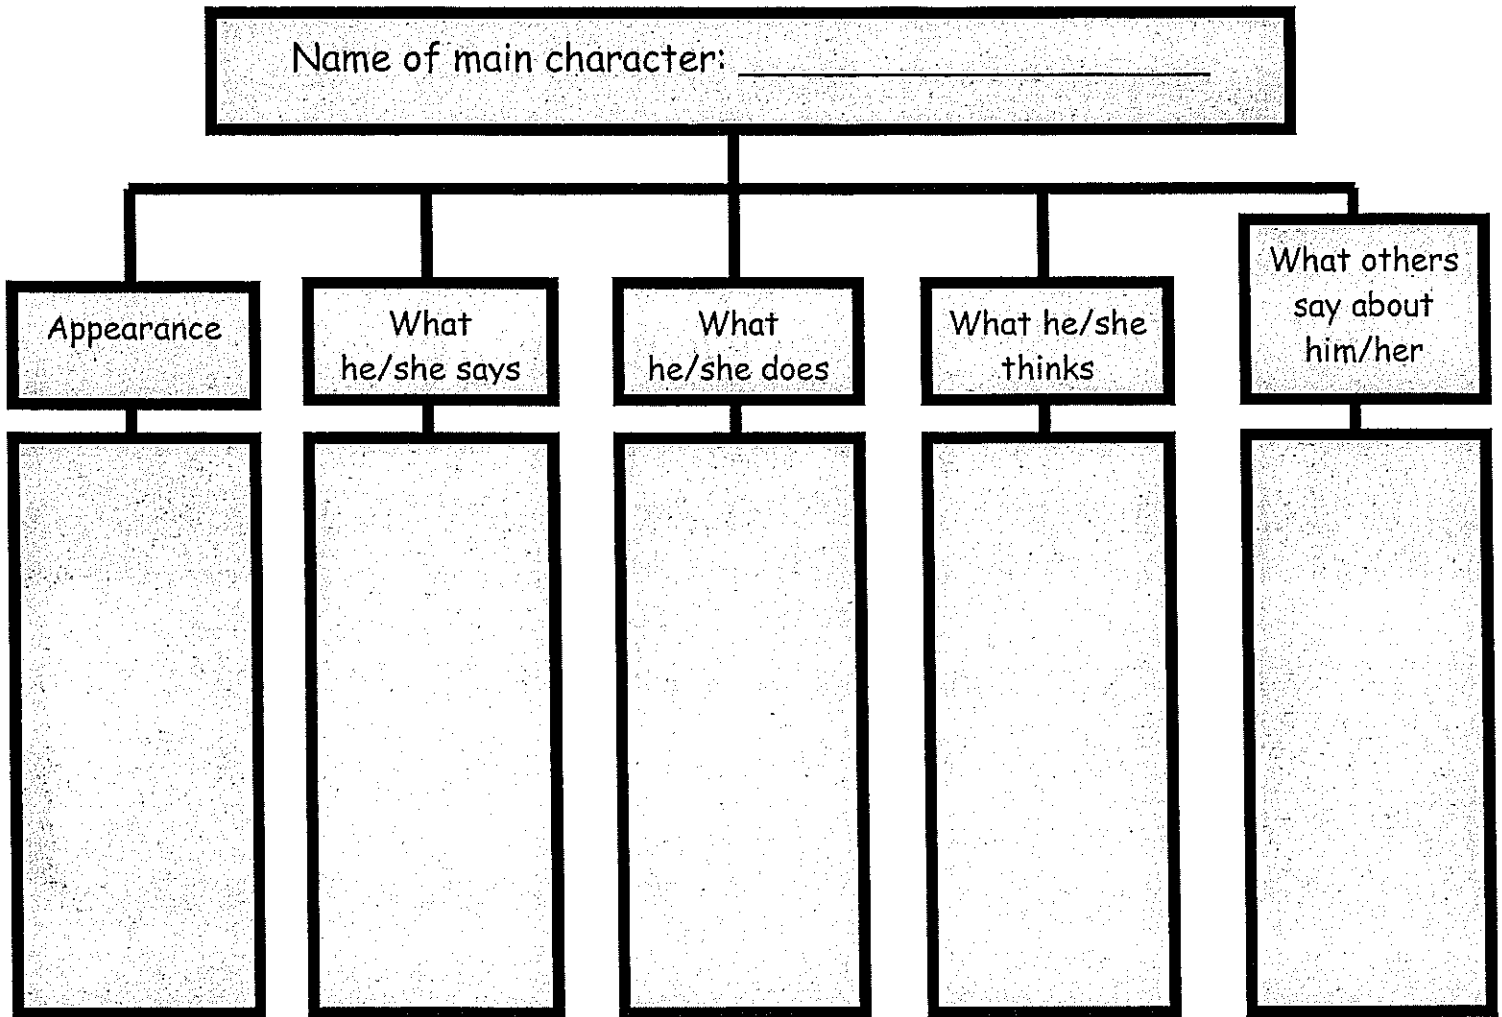 Name of main character:
Appearance
What
he/she says
What
he/she does
What he/she
thinks
What others
say about
him/her